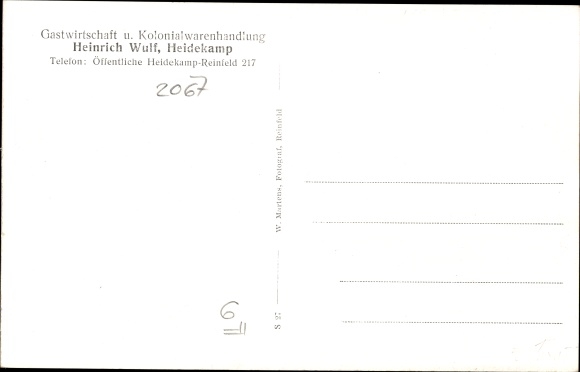 Gastwirtschaft u. Kolonialwarenhandlung
Heinrich Wulf, Heidekamp
Telefon: Öffentliche Heidekamp-Reinfeld 217
2067
W. Martens, Fotograf, Reinfeld
S 27
6